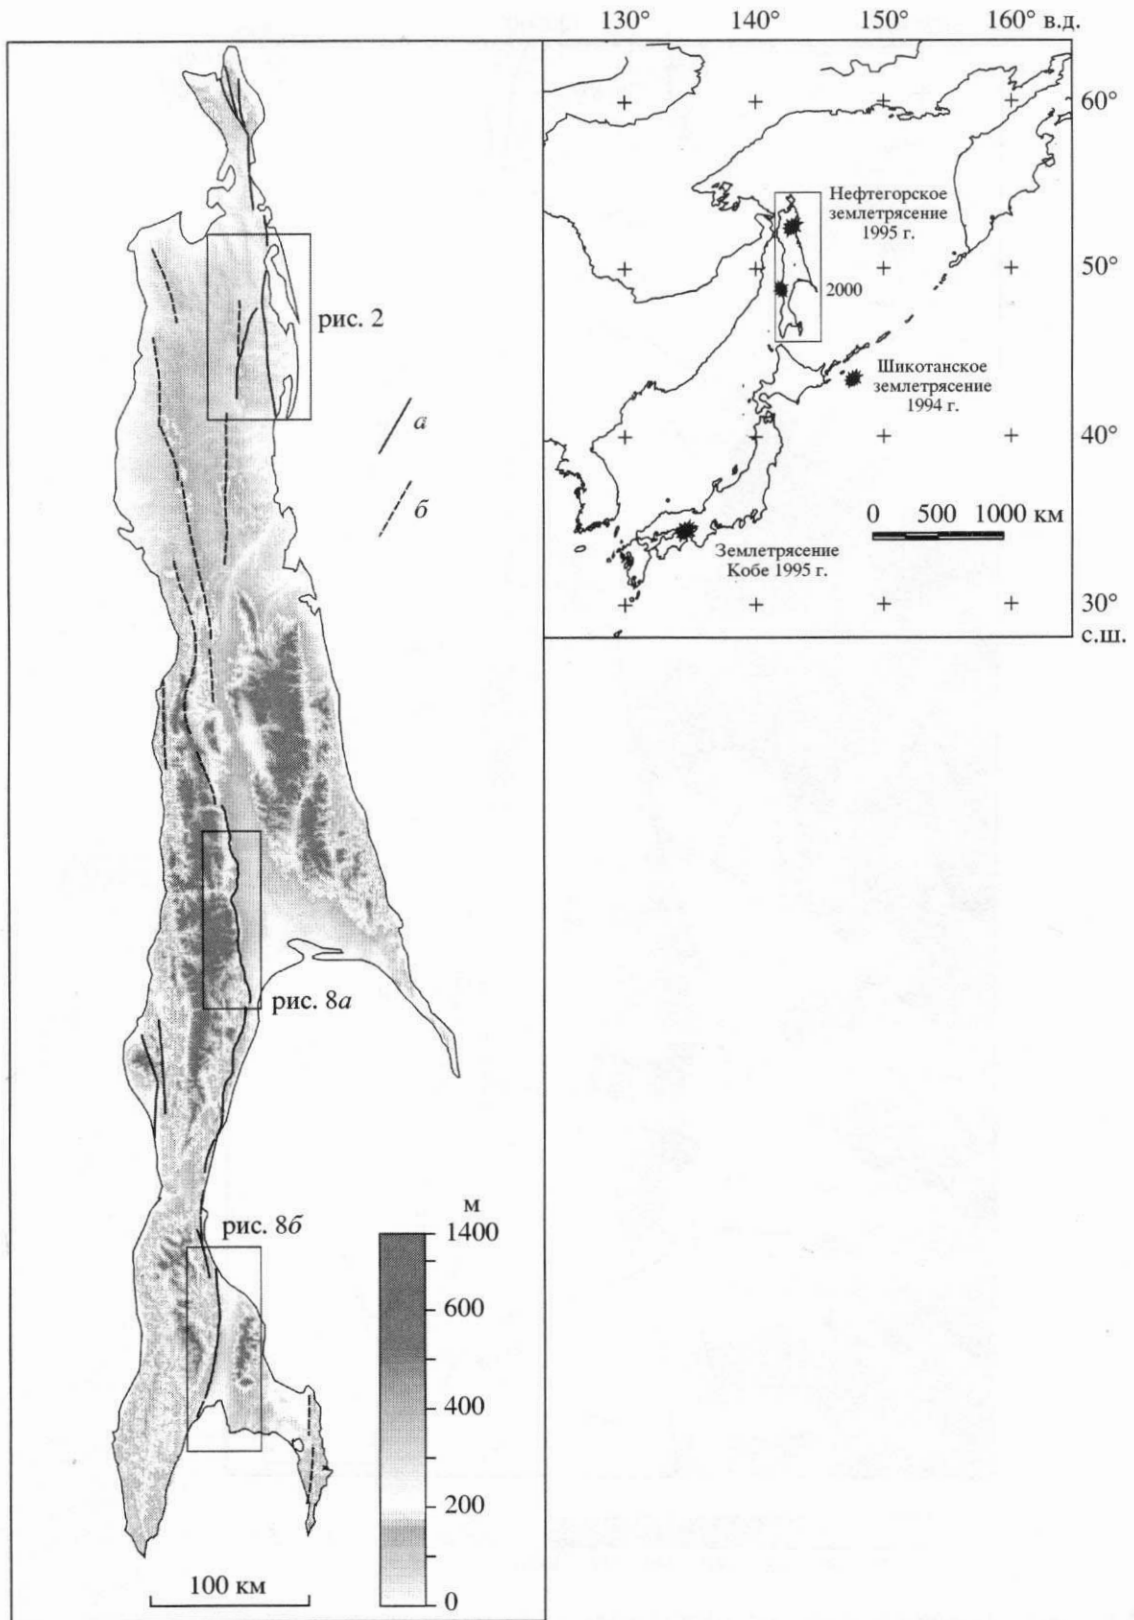 130° 140° 150° 160° в.д.
60°
Нефтегорское
землетрясение
1995 г.
50°
2000
рис. 2
Шикотанское
землетрясение
1994 г.
а
40°
б
0 500 1000 км
Землетрясение
Кобе 1995 г.
30°
с.ш.
рис. 8а
рис. 8б
м
1400
600
400
200
0
100 км